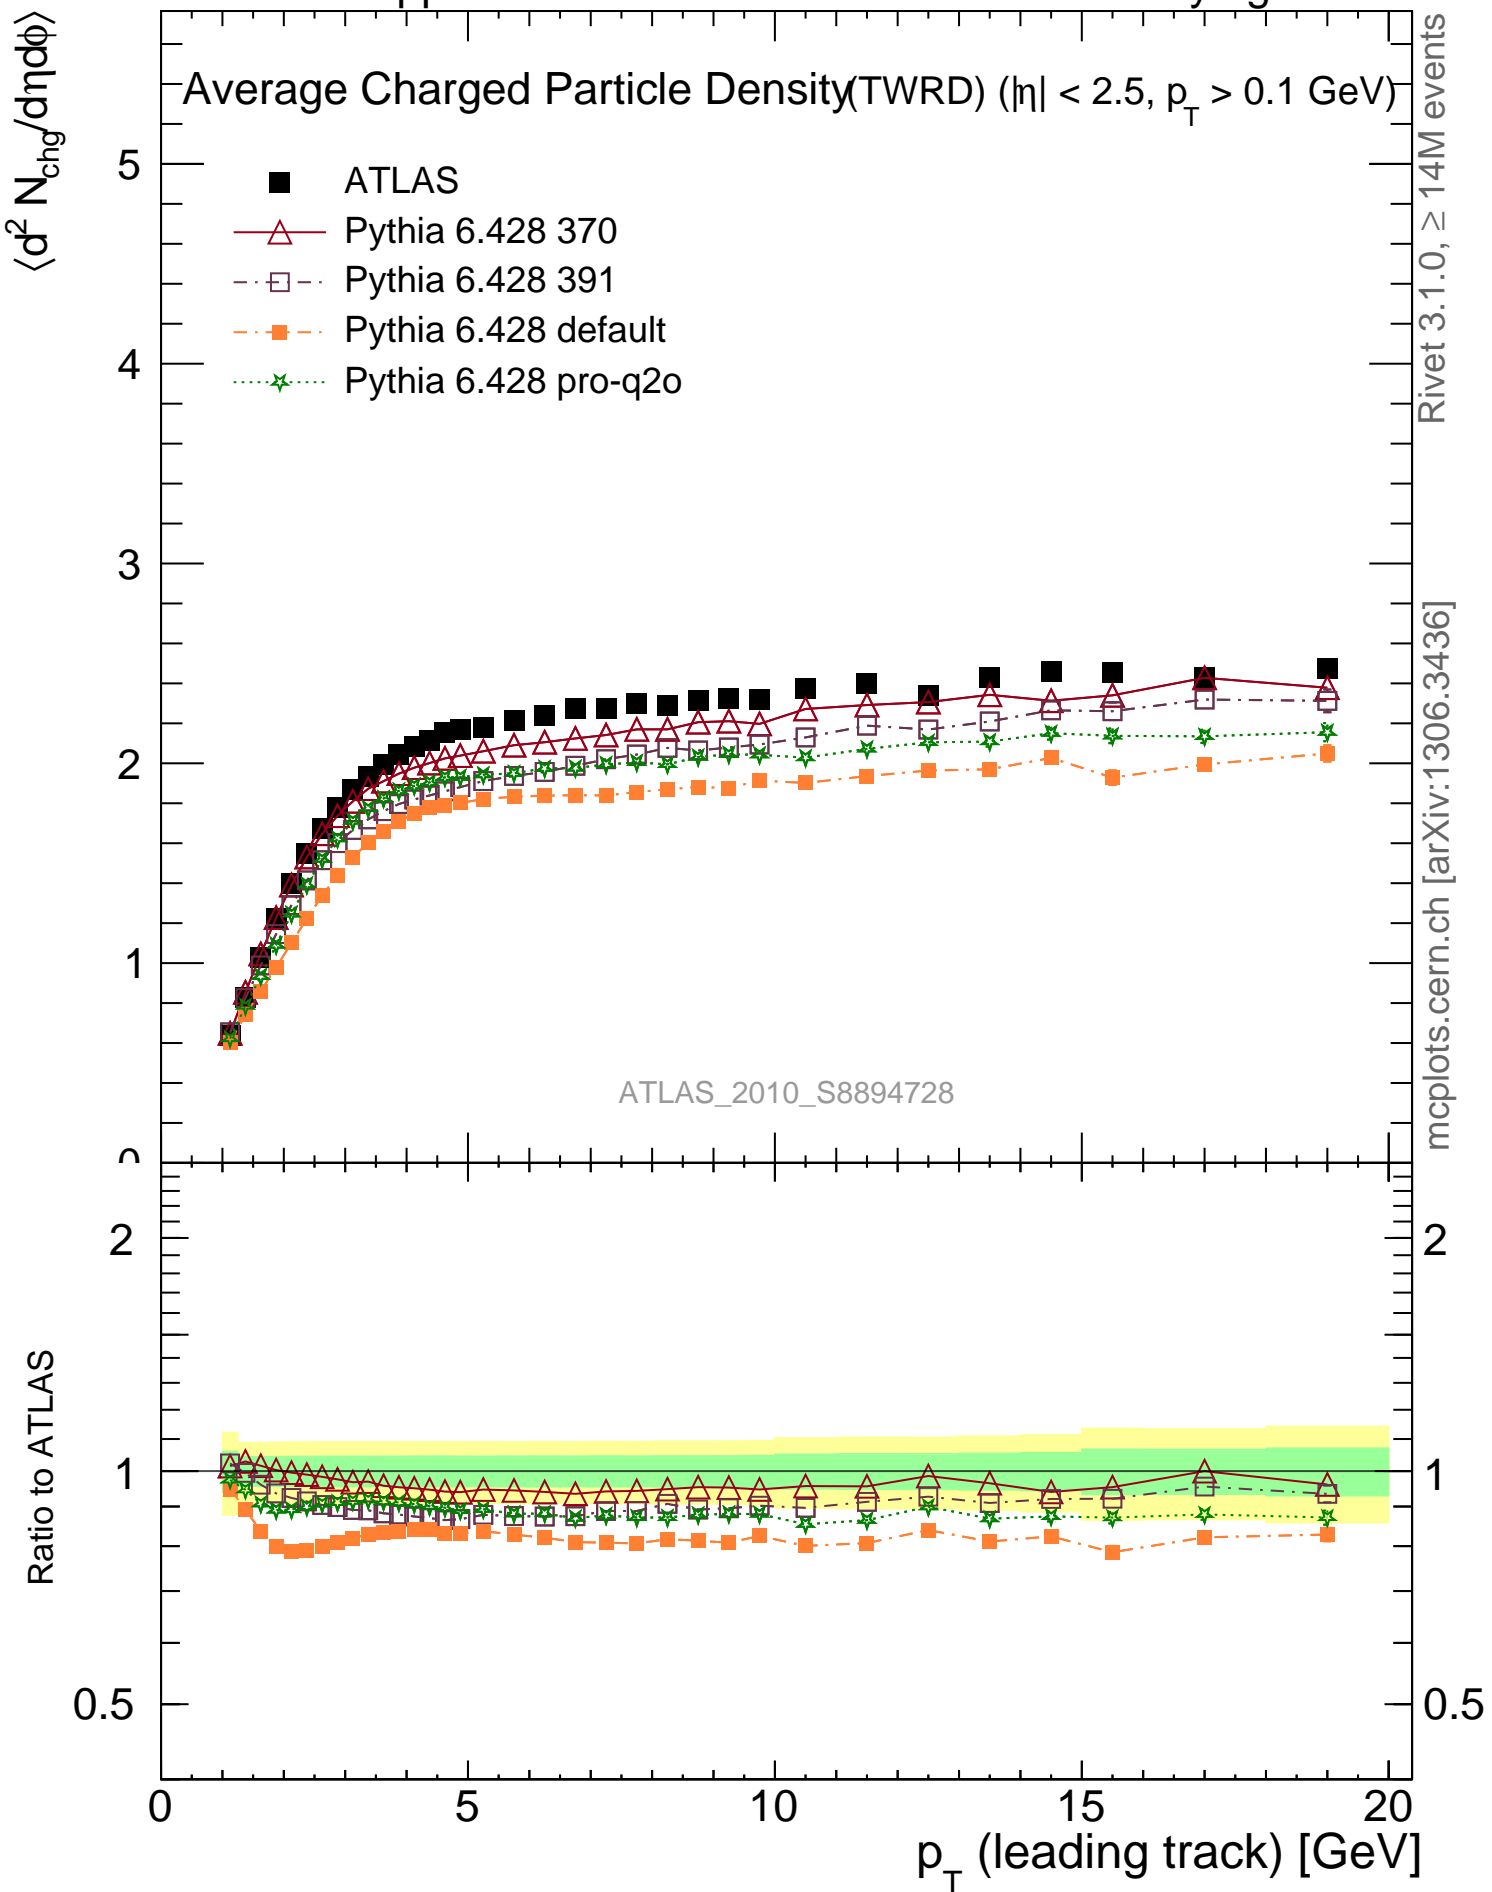 Average Charged Particle Density (TWRD) (|η| < 2.5, p_T > 0.1 GeV)
⟨d² N_chg/dηdϕ⟩
ATLAS
Pythia 6.428 370
Pythia 6.428 391
Pythia 6.428 default
Pythia 6.428 pro-q2o
5
4
3
2
1
ATLAS_2010_S8894728
Rivet 3.1.0, ≥ 14M events
mcplots.cern.ch [arXiv:1306.3436]
Ratio to ATLAS
2
1
0.5
2
1
0.5
0 5 10 15 20
p_T (leading track) [GeV]